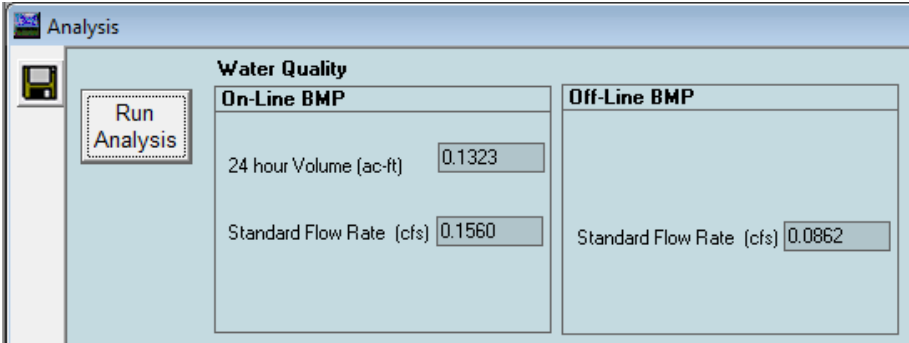 Analysis
Run
Analysis
Water Quality
On-Line BMP
24 hour Volume (ac-ft) 0.1323
Standard Flow Rate (cfs) 0.1560
Off-Line BMP
Standard Flow Rate (cfs) 0.0862